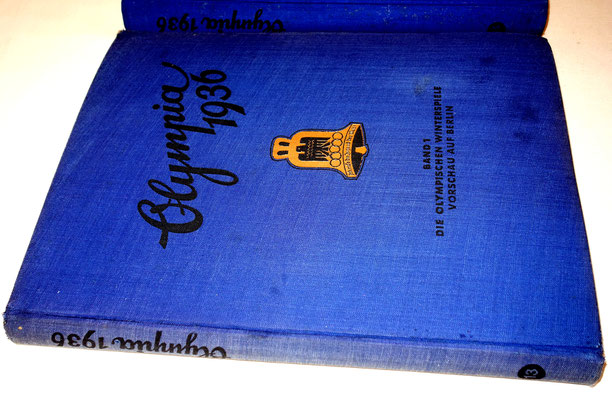 Olympia
1936
BAND 1
DIE OLYMPISCHEN WINTERSPIELE
VORSCHAU AUF BERLIN
Olympia 1936
13
Olympia 1936